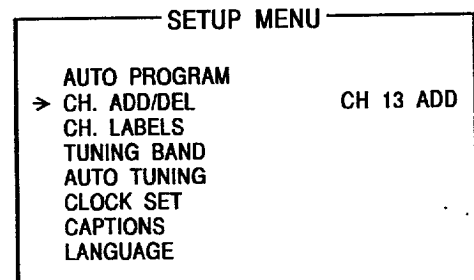 SETUP MENU
AUTO PROGRAM
→ CH. ADD/DEL CH 13 ADD
CH. LABELS
TUNING BAND
AUTO TUNING
CLOCK SET
CAPTIONS
LANGUAGE